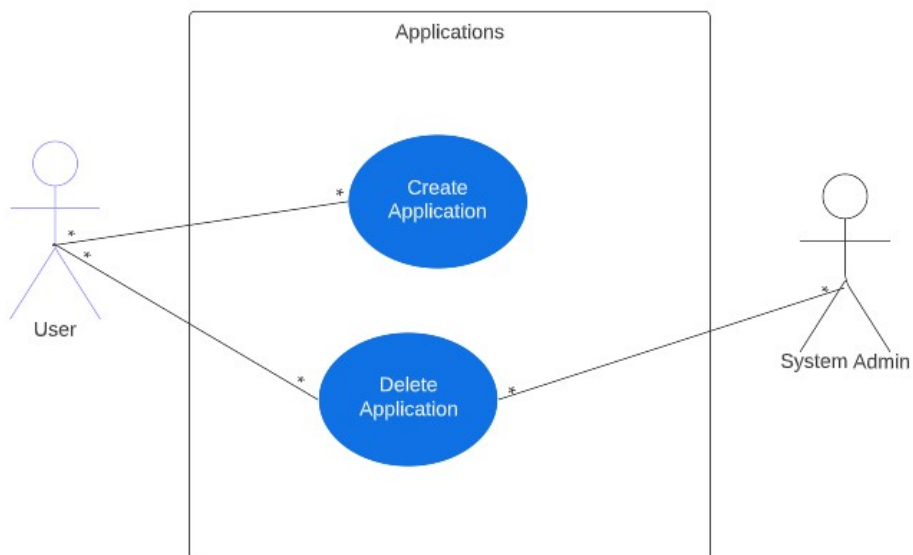 Applications
Create
Application
*
*
*
User
*
*
*
Delete
Application
System Admin